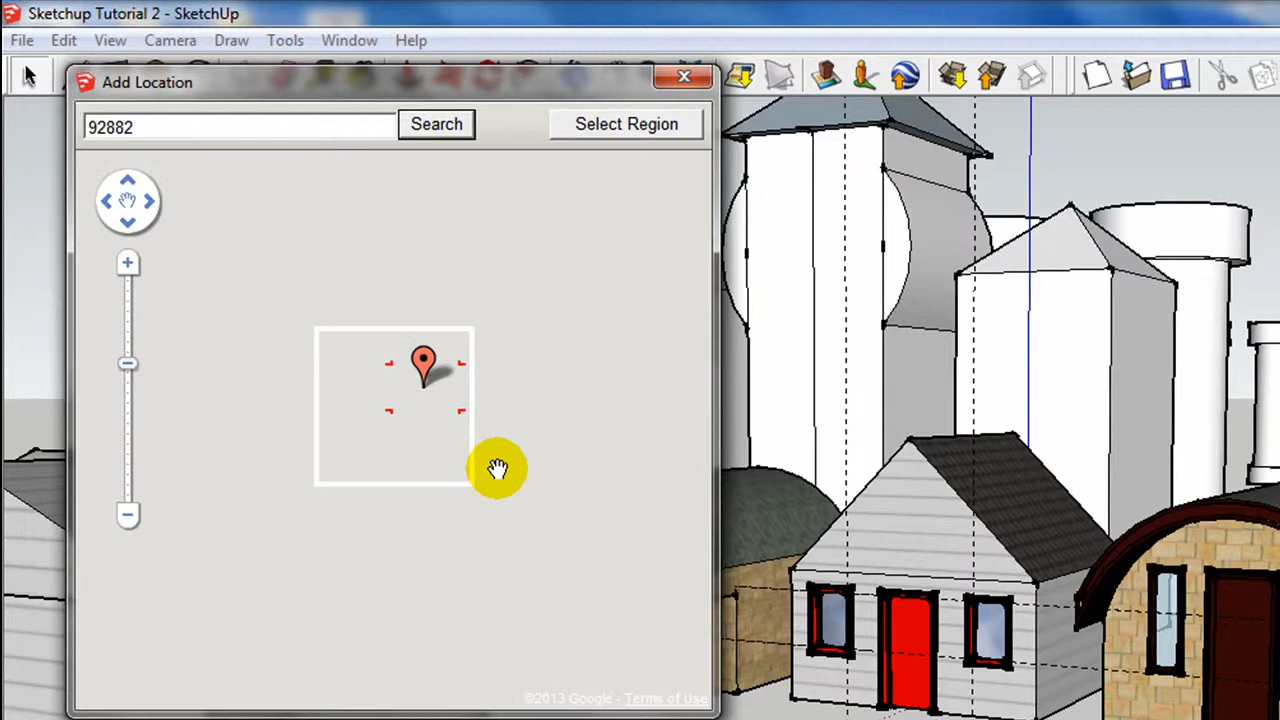 Sketchup Tutorial 2 - SketchUp
File Edit View Camera Draw Tools Window Help
Add Location
92882 Search Select Region
©2013 Google - Terms of Use